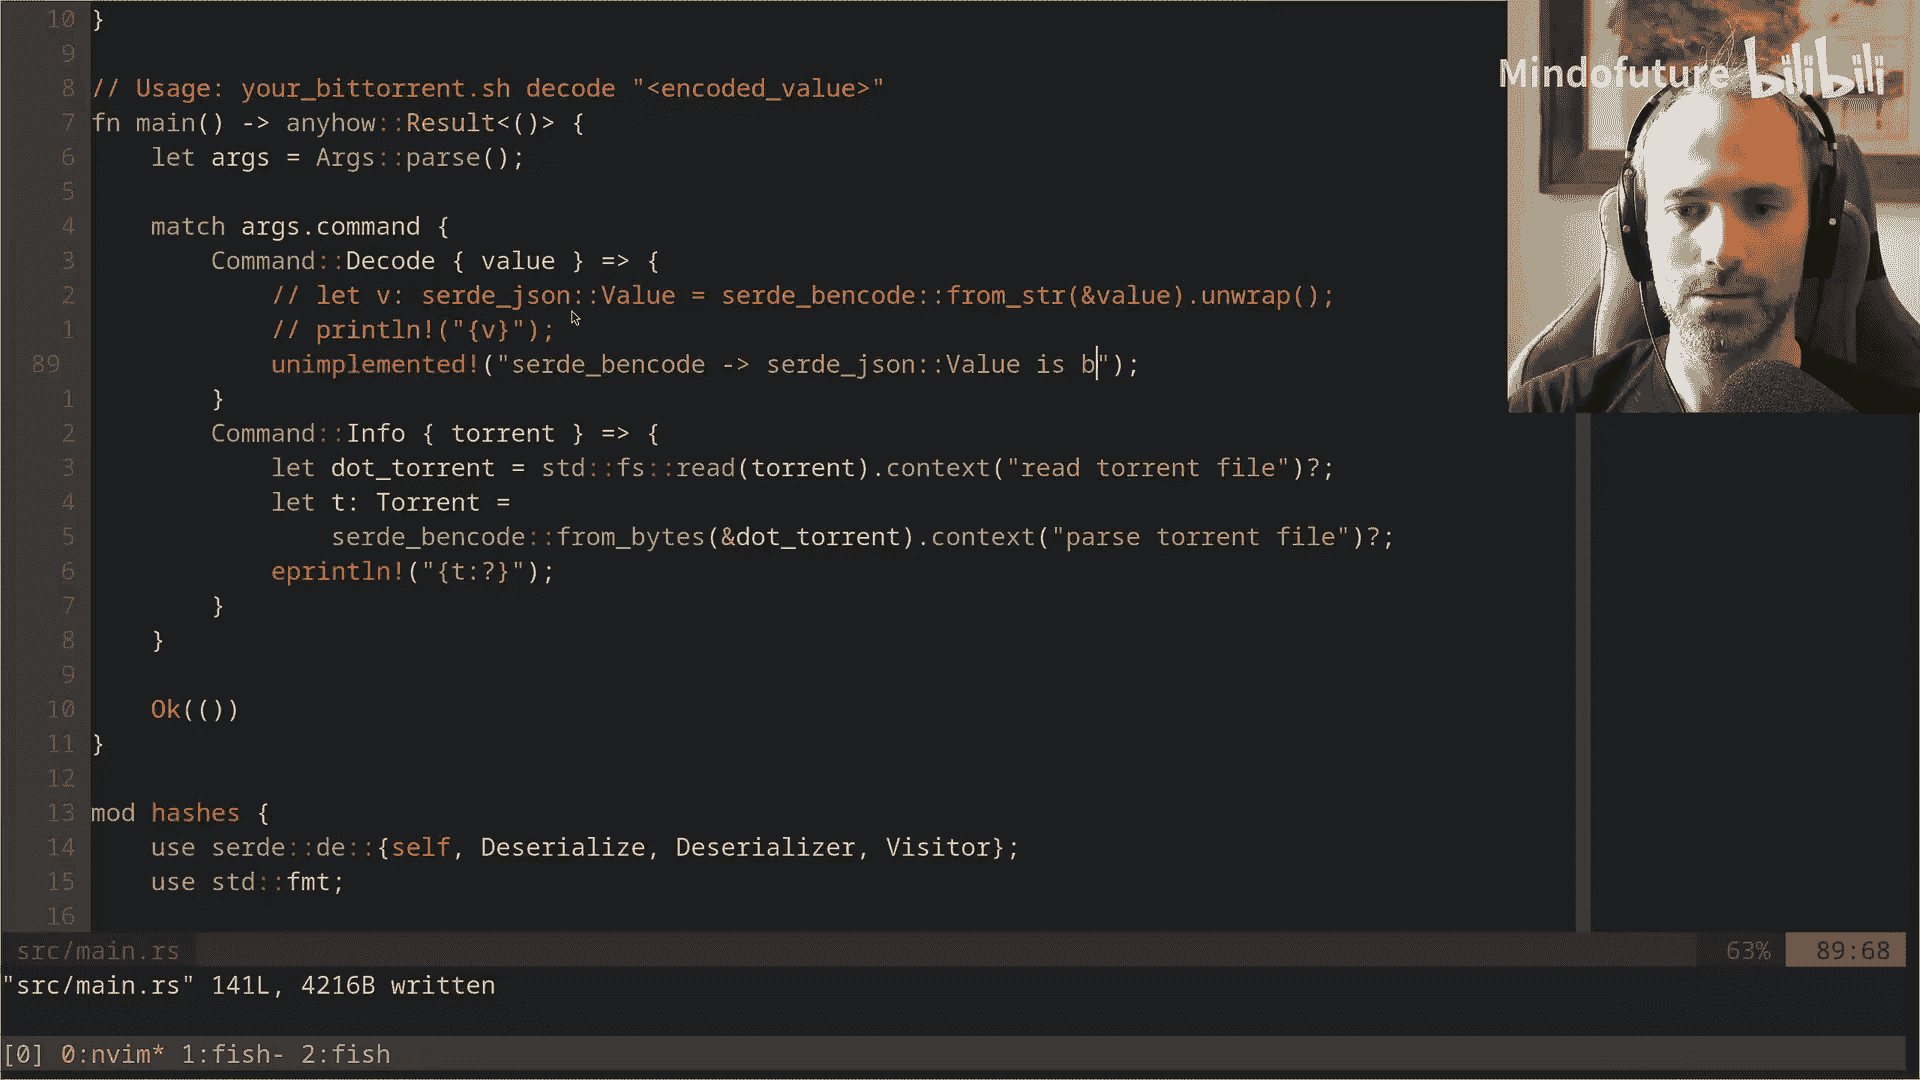 10 }
9
8 // Usage: your_bittorrent.sh decode "<encoded_value>"
7 fn main() -> anyhow::Result<()> {
6     let args = Args::parse();
5
4     match args.command {
3         Command::Decode { value } => {
2             // let v: serde_json::Value = serde_bencode::from_str(&value).unwrap();
1             // println!("{v}");
89             unimplemented!("serde_bencode -> serde_json::Value is b");
1         }
2         Command::Info { torrent } => {
3             let dot_torrent = std::fs::read(torrent).context("read torrent file")?;
4             let t: Torrent =
5                 serde_bencode::from_bytes(&dot_torrent).context("parse torrent file")?;
6             eprintln!("{t:?}");
7         }
8     }
9
10     Ok(())
11 }
12
13 mod hashes {
14     use serde::de::{self, Deserialize, Deserializer, Visitor};
15     use std::fmt;
16
src/main.rs 63% 89:68
"src/main.rs" 141L, 4216B written
[0] 0:nvim* 1:fish- 2:fish
Mindofuture bilibili